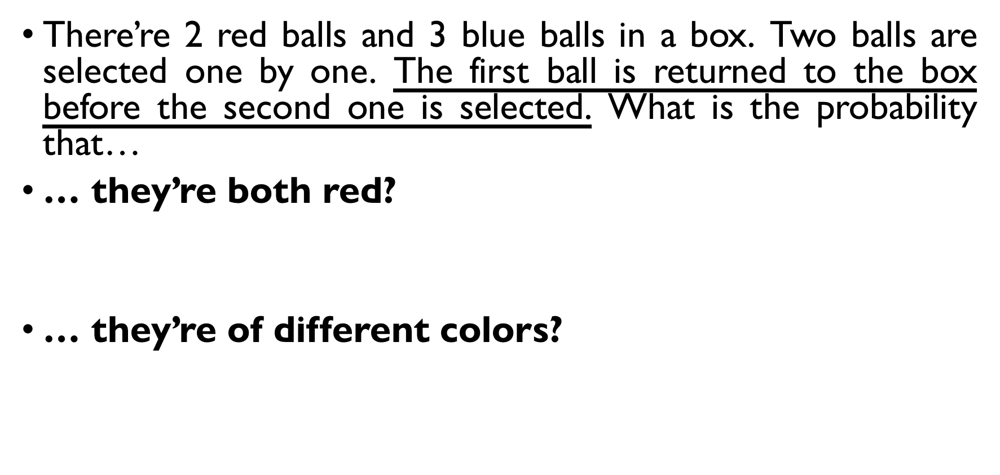 • There’re 2 red balls and 3 blue balls in a box. Two balls are
selected one by one. The first ball is returned to the box
before the second one is selected. What is the probability
that…
• … they’re both red?
• … they’re of different colors?